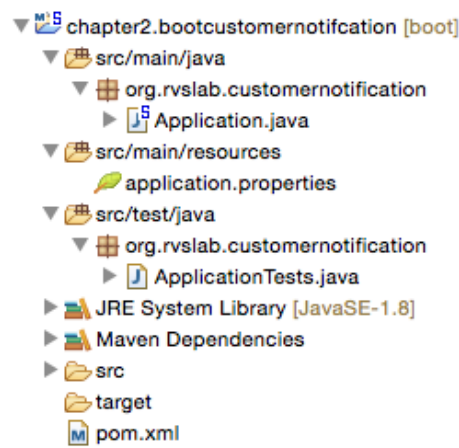 chapter2.bootcustomernotifcation [boot]
src/main/java
org.rvslab.customernotification
Application.java
src/main/resources
application.properties
src/test/java
org.rvslab.customernotification
ApplicationTests.java
JRE System Library [JavaSE-1.8]
Maven Dependencies
src
target
pom.xml